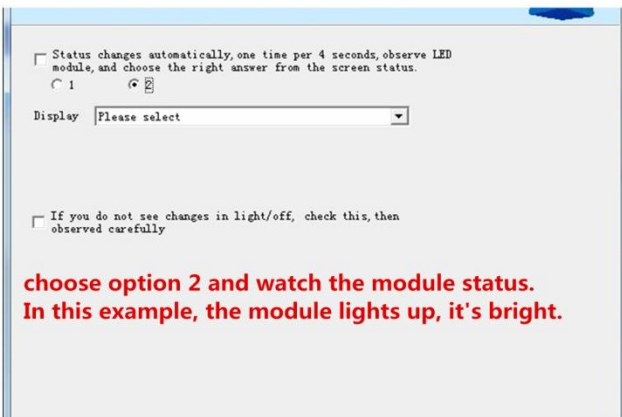 Status changes automatically, one time per 4 seconds, observe LED
module, and choose the right answer from the screen status.
1 2
Display Please select
If you do not see changes in light/off, check this, then
observed carefully
choose option 2 and watch the module status.
In this example, the module lights up, it's bright.